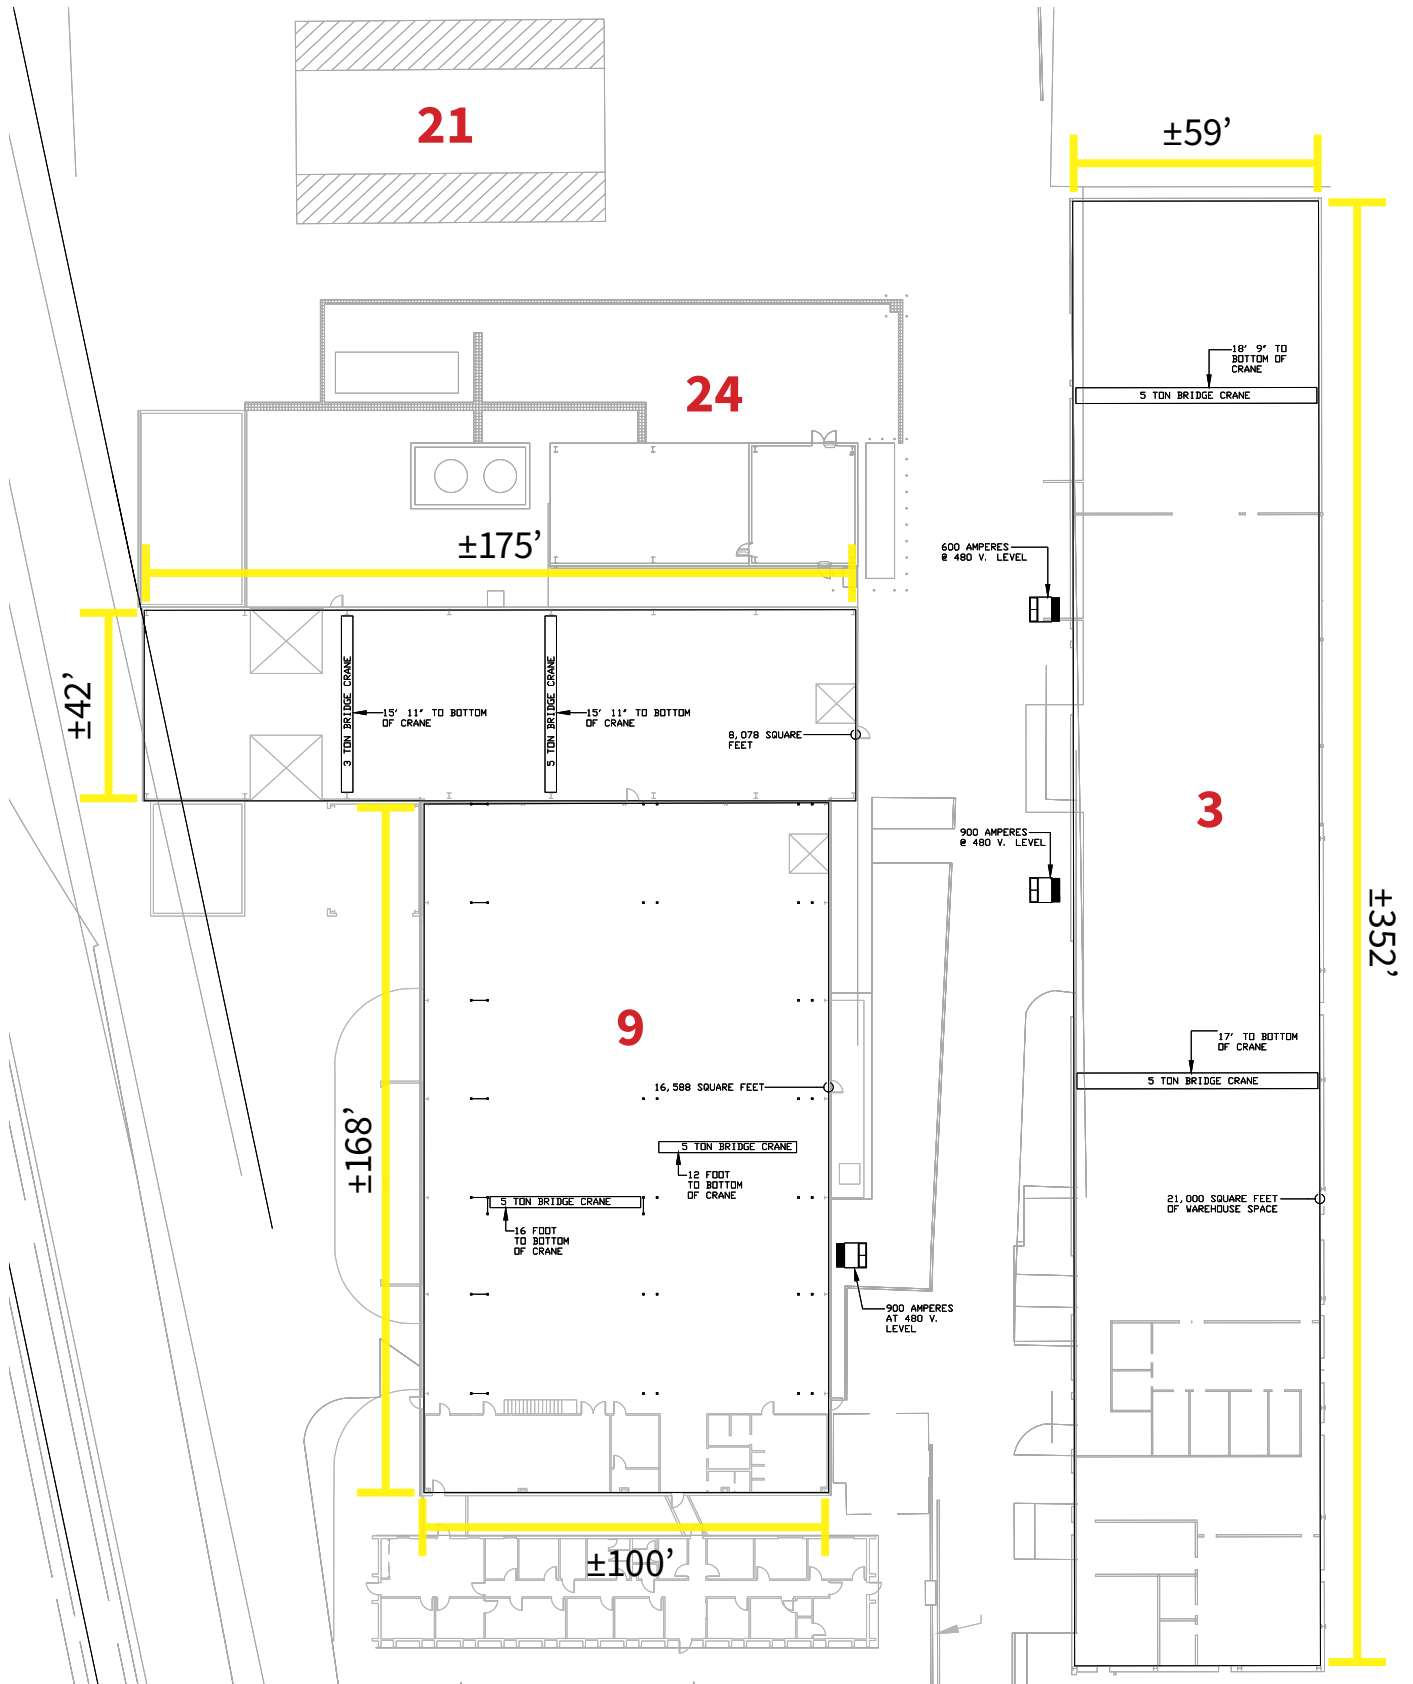 21
±59’
18' 9" TO
BOTTOM OF
CRANE
5 TON BRIDGE CRANE
24
±175’
600 AMPERES
@ 480 V. LEVEL
±42’
3 TON BRIDGE CRANE
15' 11" TO BOTTOM
OF CRANE
5 TON BRIDGE CRANE
15' 11" TO BOTTOM
OF CRANE
8,078 SQUARE
FEET
3
900 AMPERES
@ 480 V. LEVEL
±352’
9
17' TO BOTTOM
OF CRANE
5 TON BRIDGE CRANE
16,588 SQUARE FEET
±168’
5 TON BRIDGE CRANE
12 FOOT
TO BOTTOM
OF CRANE
5 TON BRIDGE CRANE
16 FOOT
TO BOTTOM
OF CRANE
21,000 SQUARE FEET
OF WAREHOUSE SPACE
900 AMPERES
AT 480 V.
LEVEL
±100’